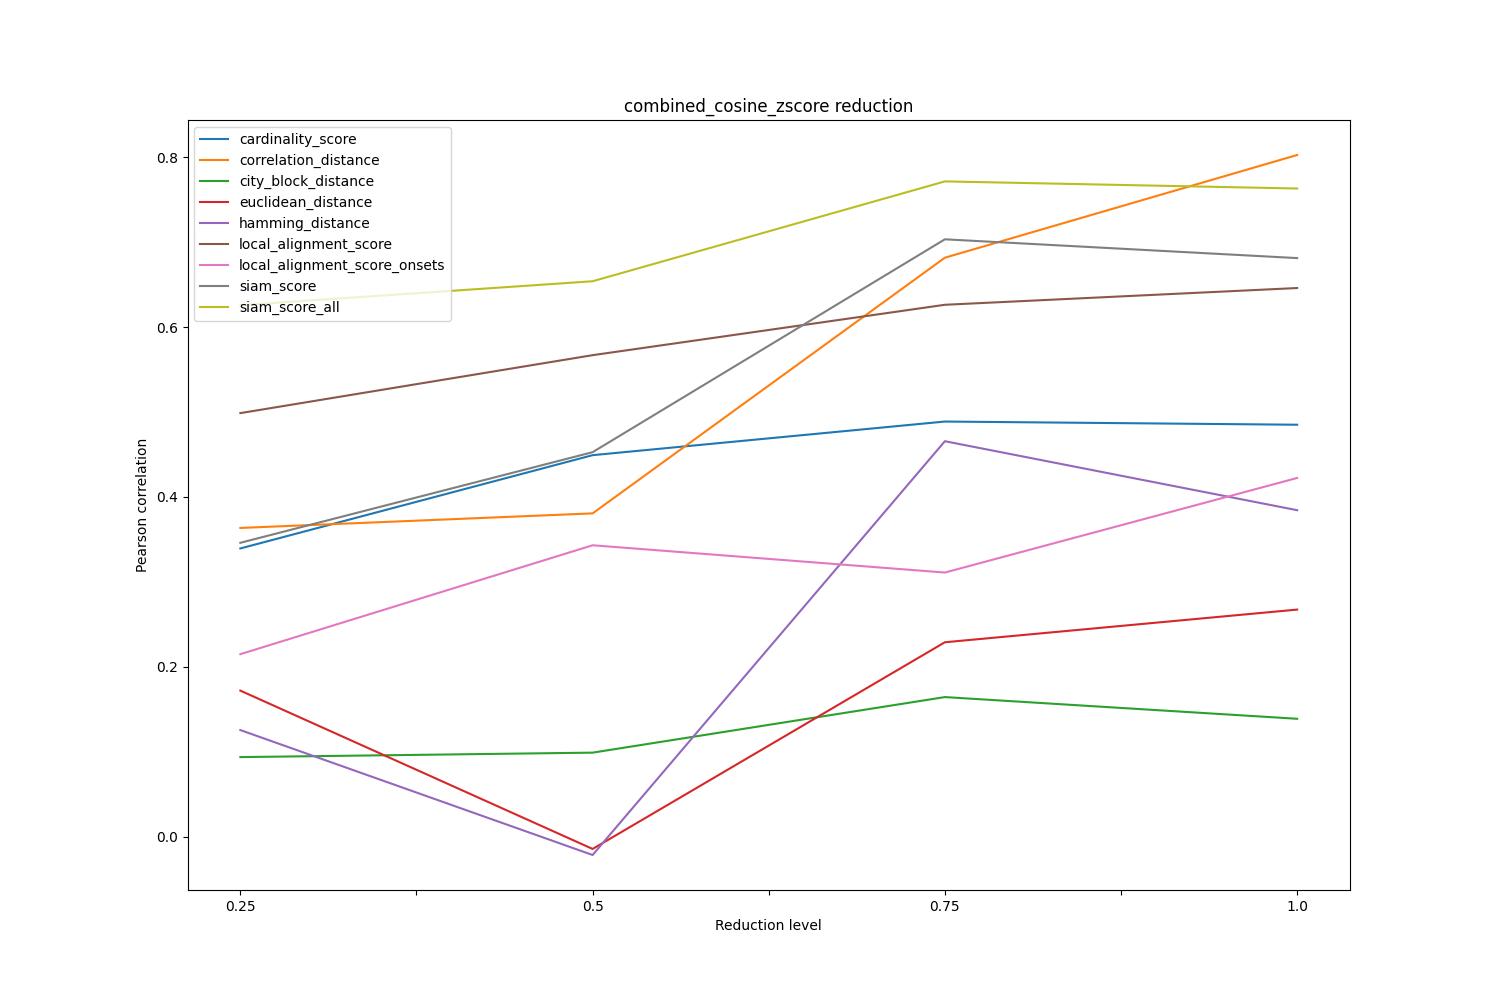 combined_cosine_zscore reduction
cardinality_score
correlation_distance
city_block_distance
euclidean_distance
hamming_distance
local_alignment_score
local_alignment_score_onsets
siam_score
siam_score_all
Pearson correlation
0.8
0.6
0.4
0.2
0.0
0.25 0.5 0.75 1.0
Reduction level